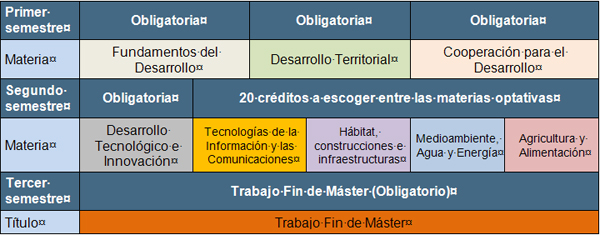 Primer semestre¤ Obligatoria¤ Obligatoria¤ Obligatoria¤
Materia¤ Fundamentos del Desarrollo¤ Desarrollo Territorial¤ Cooperación para el Desarrollo¤
Segundo semestre¤ Obligatoria¤ 20 créditos a escoger entre las materias optativas¤
Materia¤ Desarrollo Tecnológico e Innovación¤ Tecnologías de la Información y las Comunicaciones¤ Hábitat, construcciones e infraestructuras¤ Medioambiente, Agua y Energía¤ Agricultura y Alimentación¤
Tercer semestre¤ Trabajo Fin de Máster (Obligatorio)¤
Título¤ Trabajo Fin de Máster¤